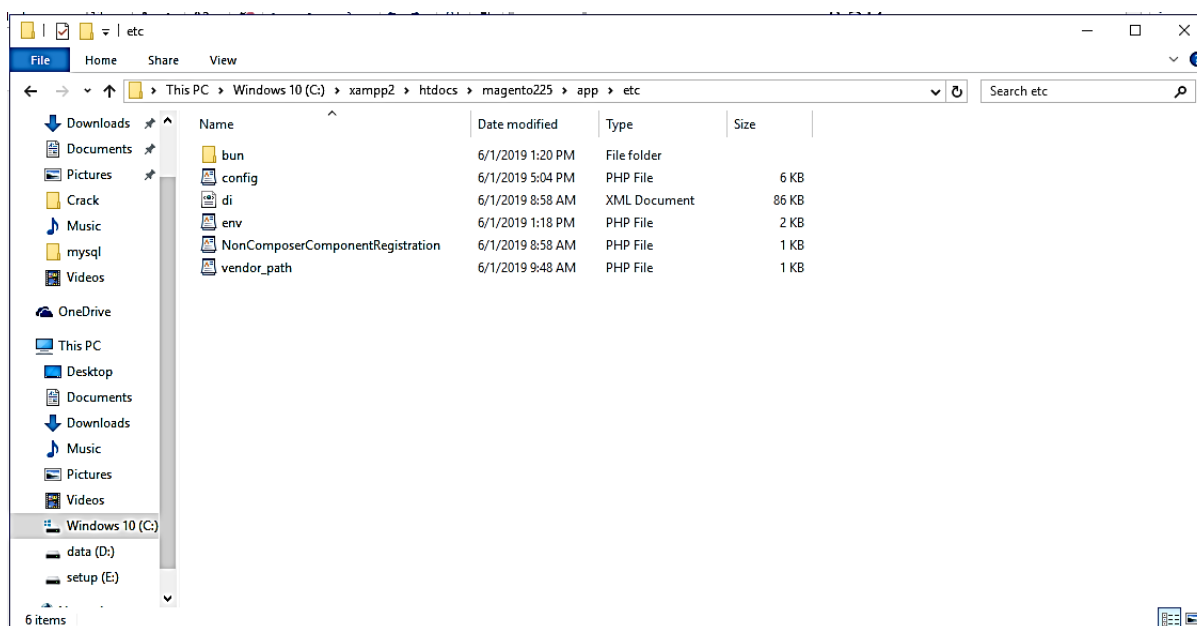 etc
File Home Share View
This PC Windows 10 (C:) xampp2 htdocs magento225 app etc Search etc
Downloads
Documents
Pictures
Crack
Music
mysql
Videos
OneDrive
This PC
Desktop
Documents
Downloads
Music
Pictures
Videos
Windows 10 (C:)
data (D:)
setup (E:)
Name Date modified Type Size
bun 6/1/2019 1:20 PM File folder
config 6/1/2019 5:04 PM PHP File 6 KB
di 6/1/2019 8:58 AM XML Document 86 KB
env 6/1/2019 1:18 PM PHP File 2 KB
NonComposerComponentRegistration 6/1/2019 8:58 AM PHP File 1 KB
vendor_path 6/1/2019 9:48 AM PHP File 1 KB
6 items